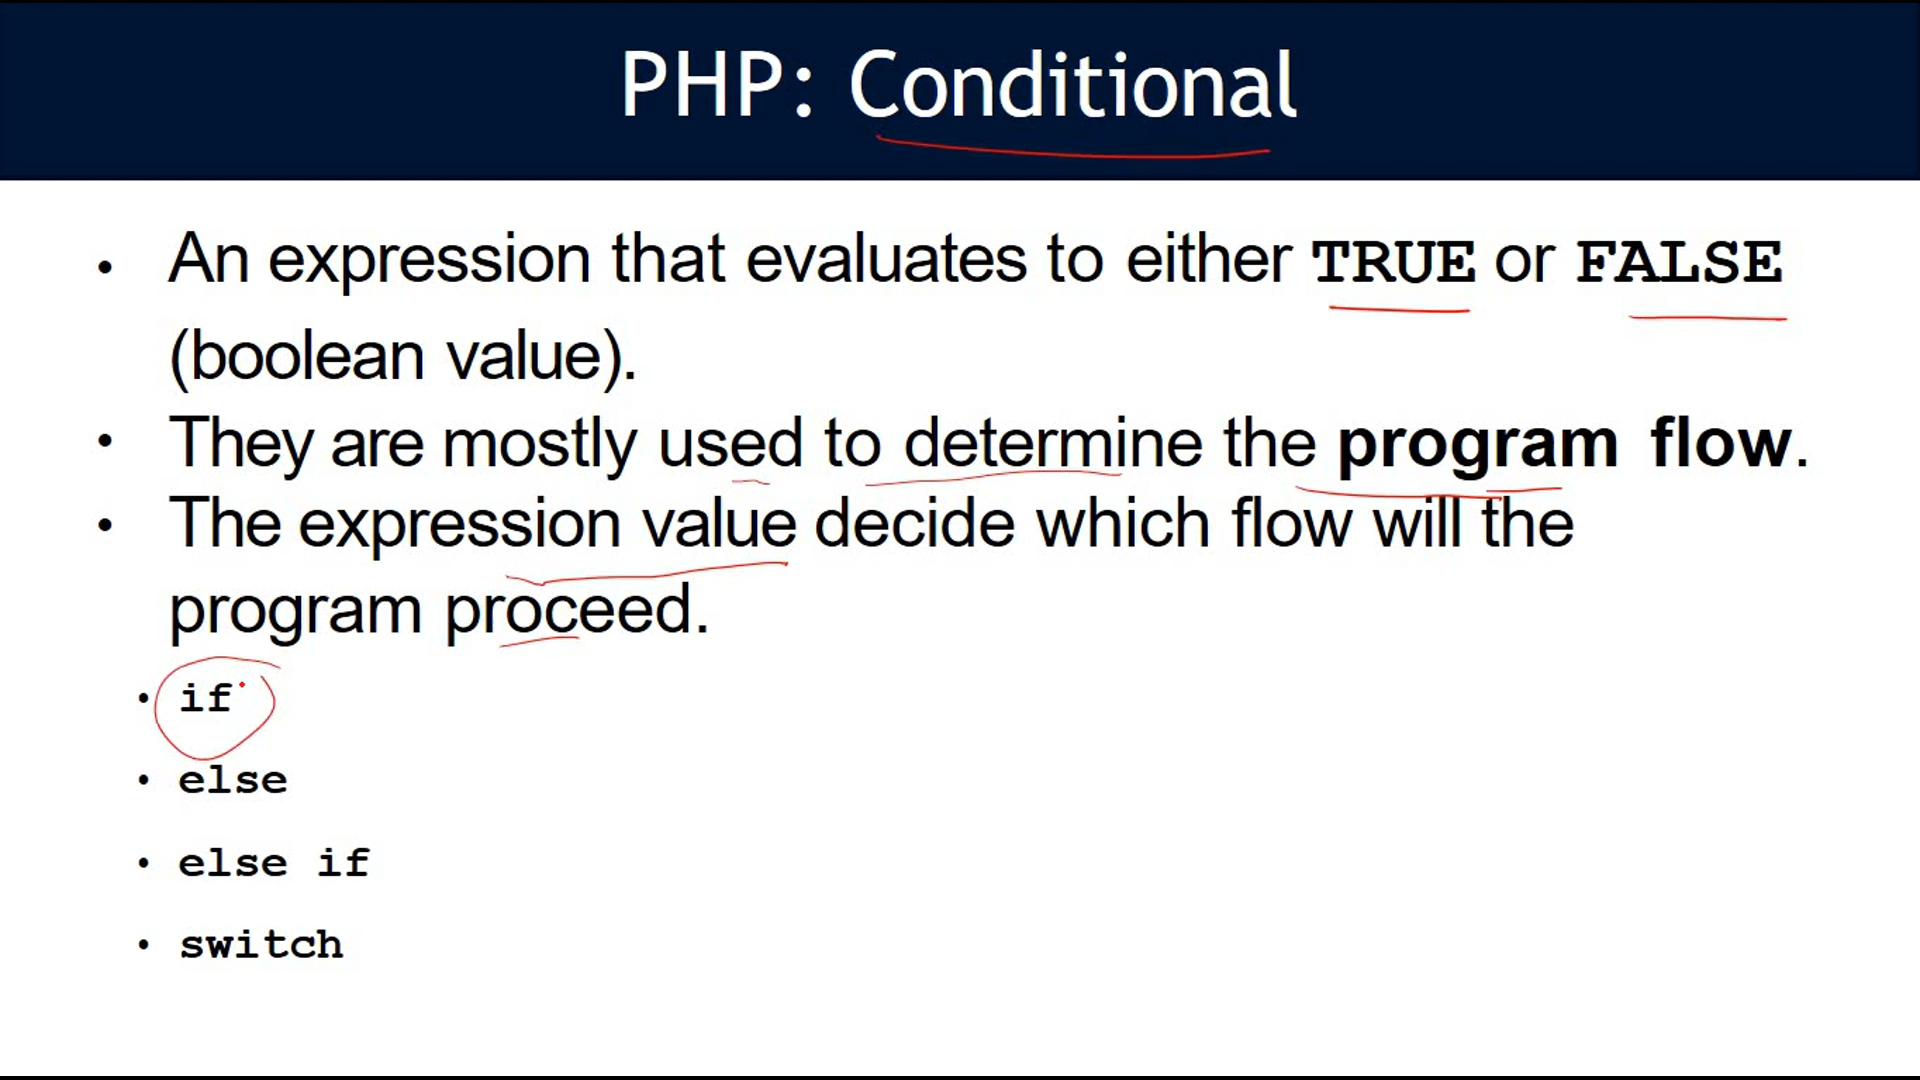 PHP: Conditional
• An expression that evaluates to either TRUE or FALSE
(boolean value).
• They are mostly used to determine the program flow.
• The expression value decide which flow will the
program proceed.
• if
• else
• else if
• switch